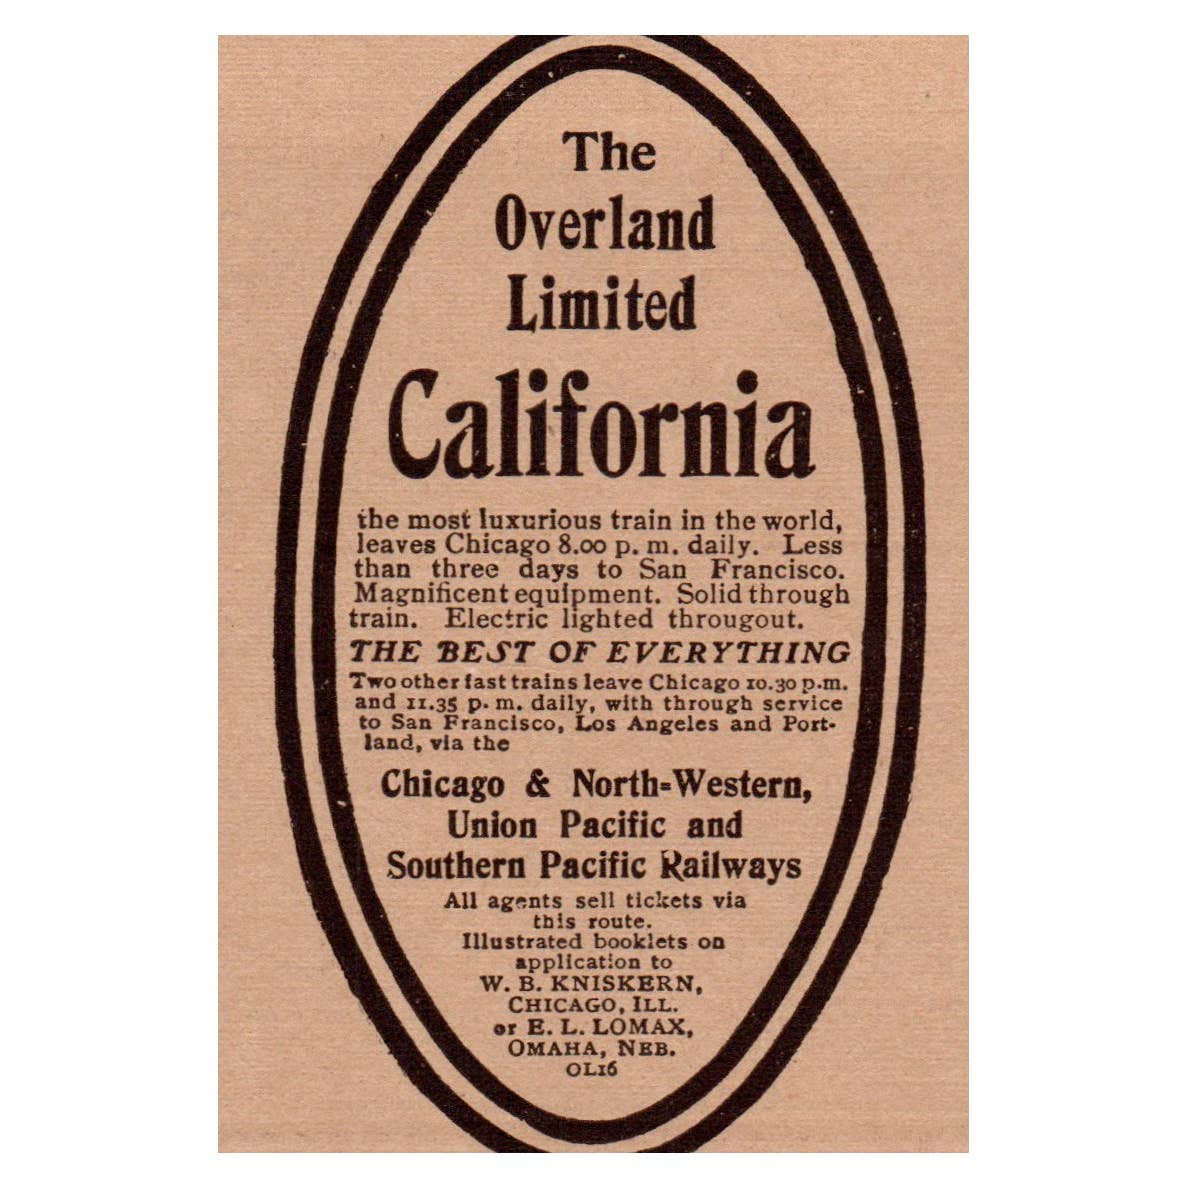 The
Overland
Limited
California
the most luxurious train in the world,
leaves Chicago 8.00 p. m. daily. Less
than three days to San Francisco.
Magnificent equipment. Solid through
train. Electric lighted througout.
THE BEST OF EVERYTHING
Two other fast trains leave Chicago 10.30 p.m.
and 11.35 p. m. daily, with through service
to San Francisco, Los Angeles and Port-
land, via the
Chicago & North-Western,
Union Pacific and
Southern Pacific Railways
All agents sell tickets via
this route.
Illustrated booklets on
application to
W. B. KNISKERN,
CHICAGO, ILL.
or E. L. LOMAX,
OMAHA, NEB.
OL16